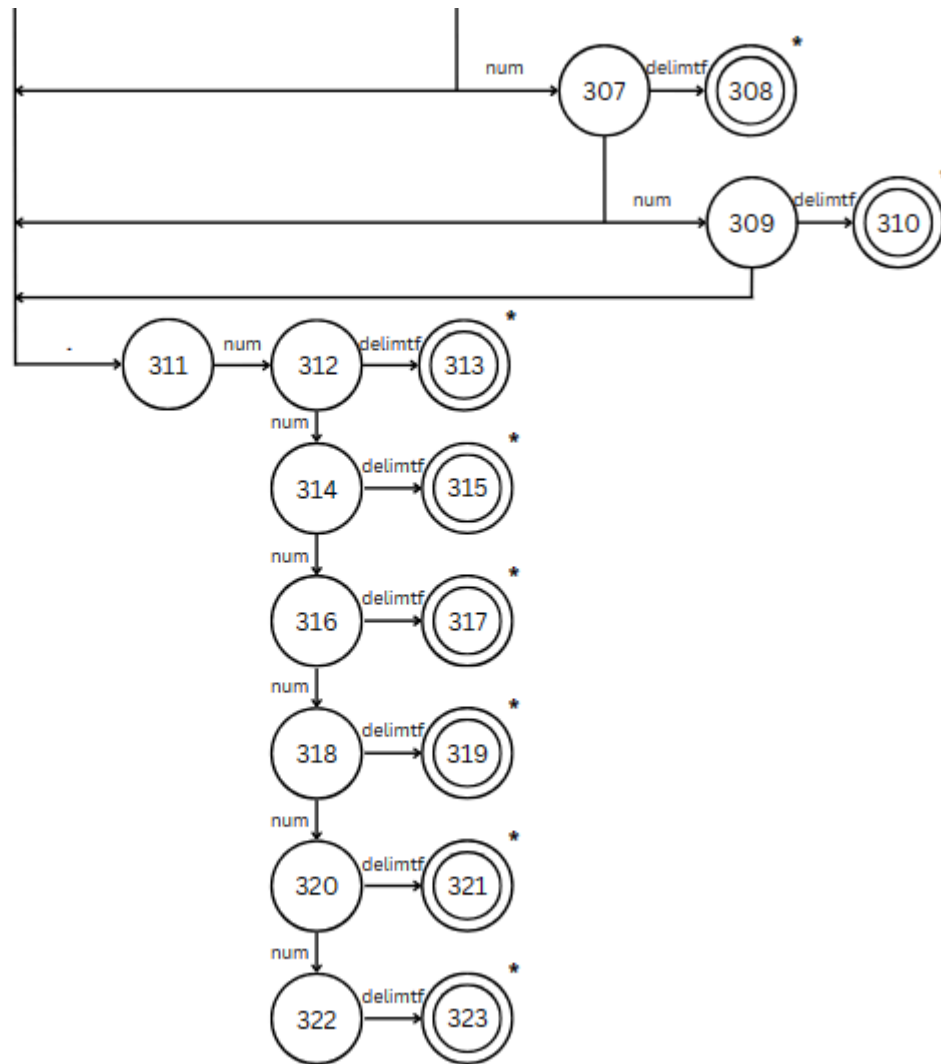 *
num delimtf
307 308
*
num delimtf
309 310
*
. num delimtf
311 312 313
num
*
delimtf
314 315
num
*
delimtf
316 317
num
*
delimtf
318 319
num
*
delimtf
320 321
num
*
delimtf
322 323